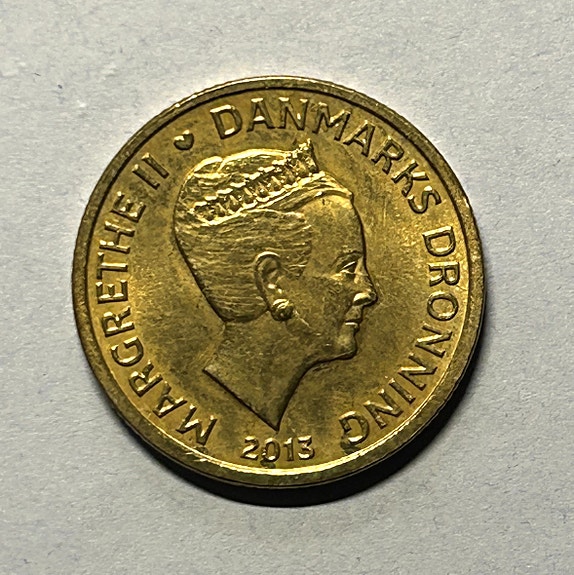 MARGRETHE II ♥ DANMARKS DRONNING
2013